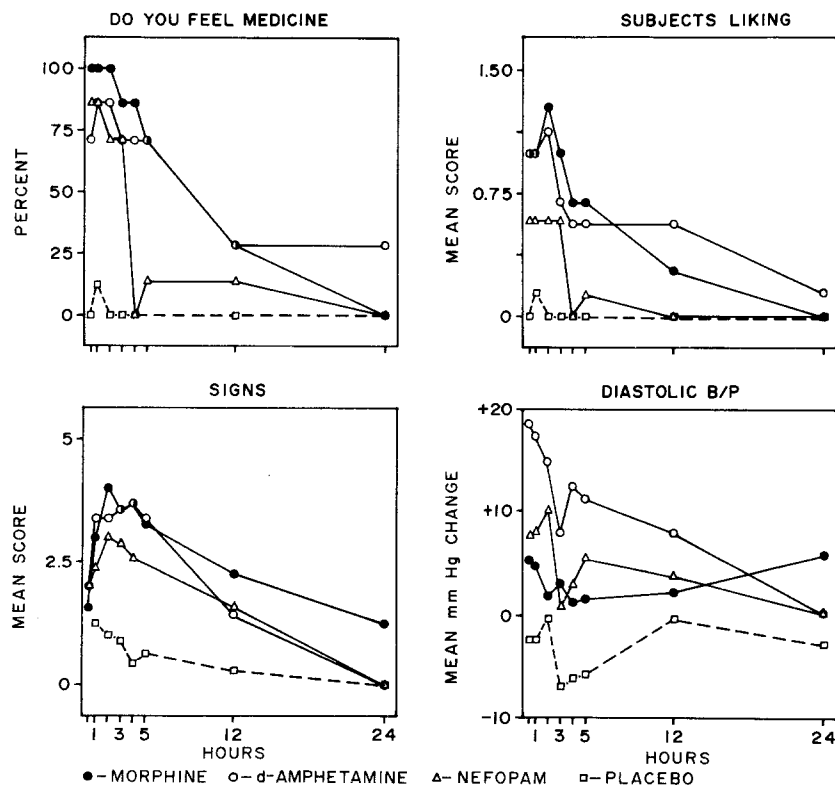 DO YOU FEEL MEDICINE
PERCENT
100
75
50
25
0
SUBJECTS LIKING
MEAN SCORE
1.50
0.75
0
SIGNS
MEAN SCORE
5
2.5
0
1 3 5 12 24
HOURS
DIASTOLIC B/P
MEAN mm Hg CHANGE
+20
+10
0
-10
1 3 5 12 24
HOURS
●-MORPHINE ○-d-AMPHETAMINE △-NEFOPAM □-PLACEBO